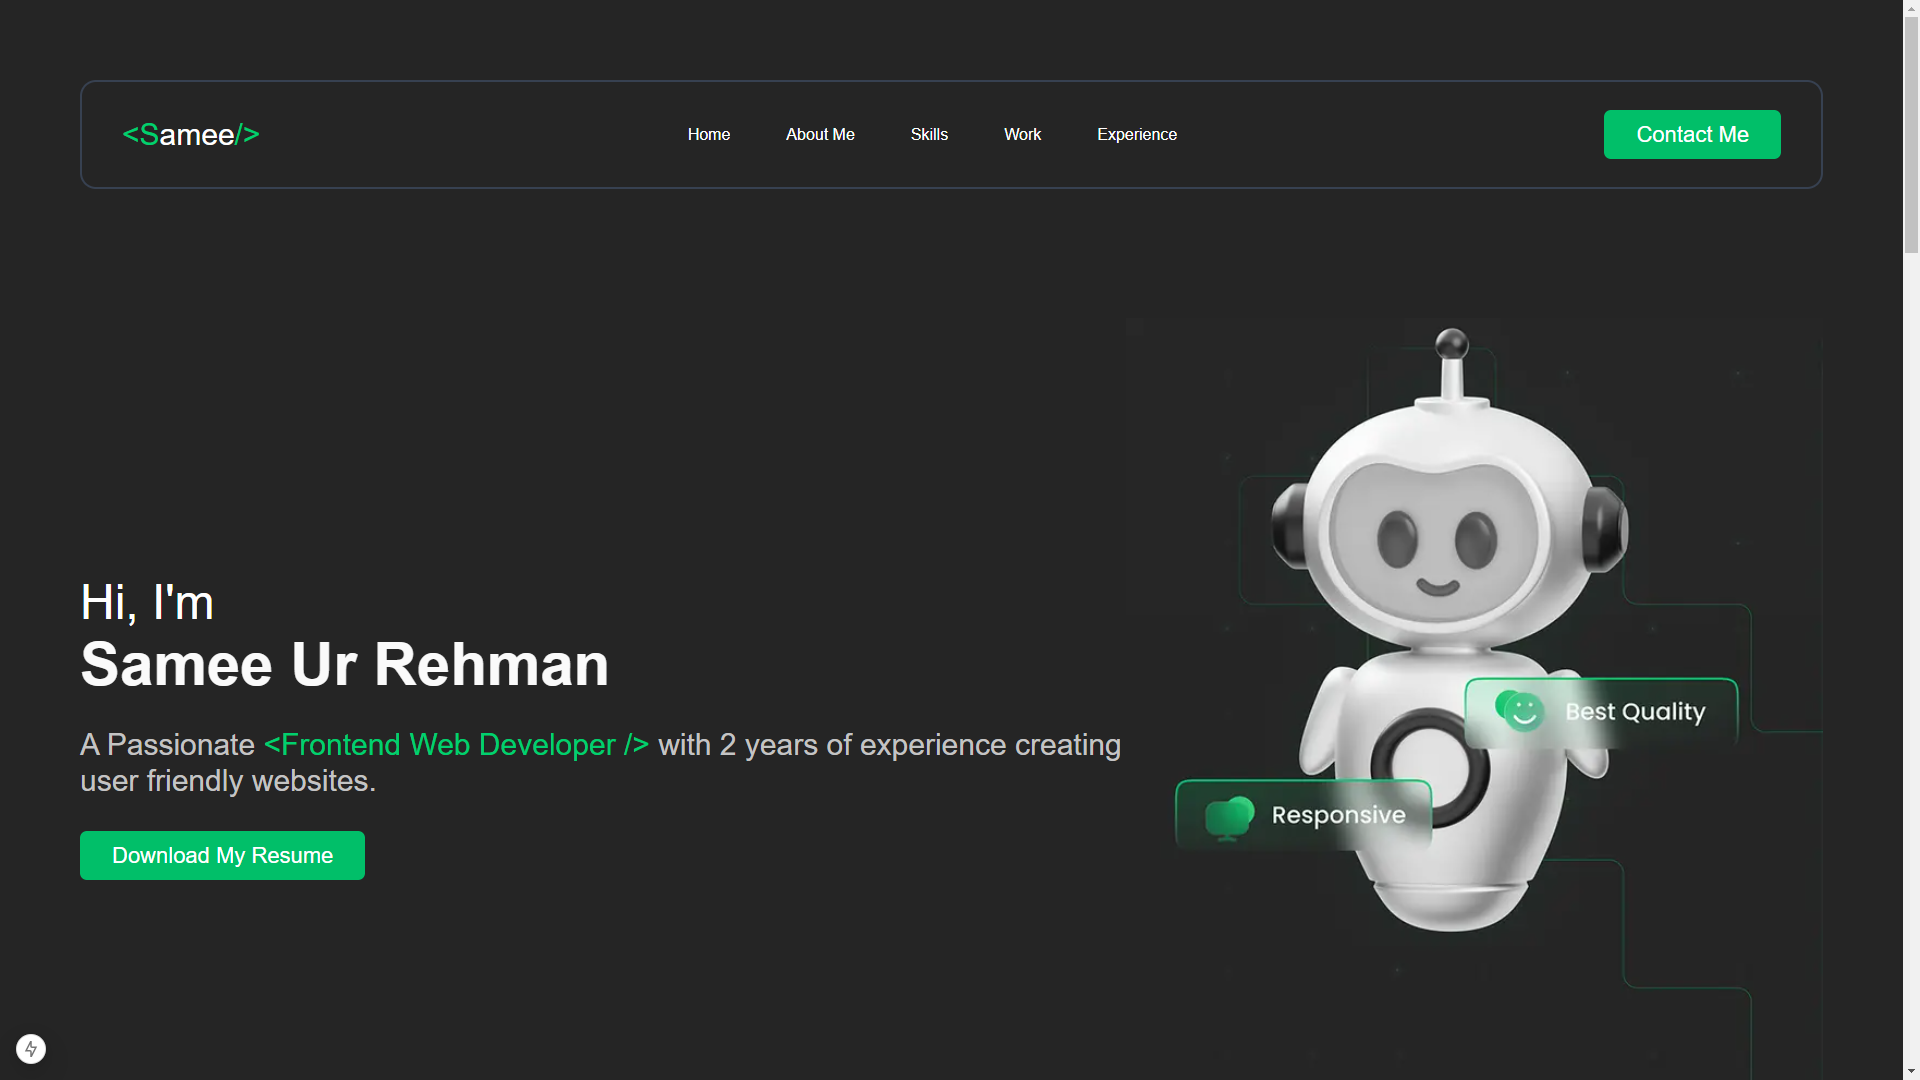 <Samee/>
Home
About Me
Skills
Work
Experience
Contact Me
Hi, I'm
Samee Ur Rehman
A Passionate <Frontend Web Developer /> with 2 years of experience creating
user friendly websites.
Download My Resume
Best Quality
Responsive